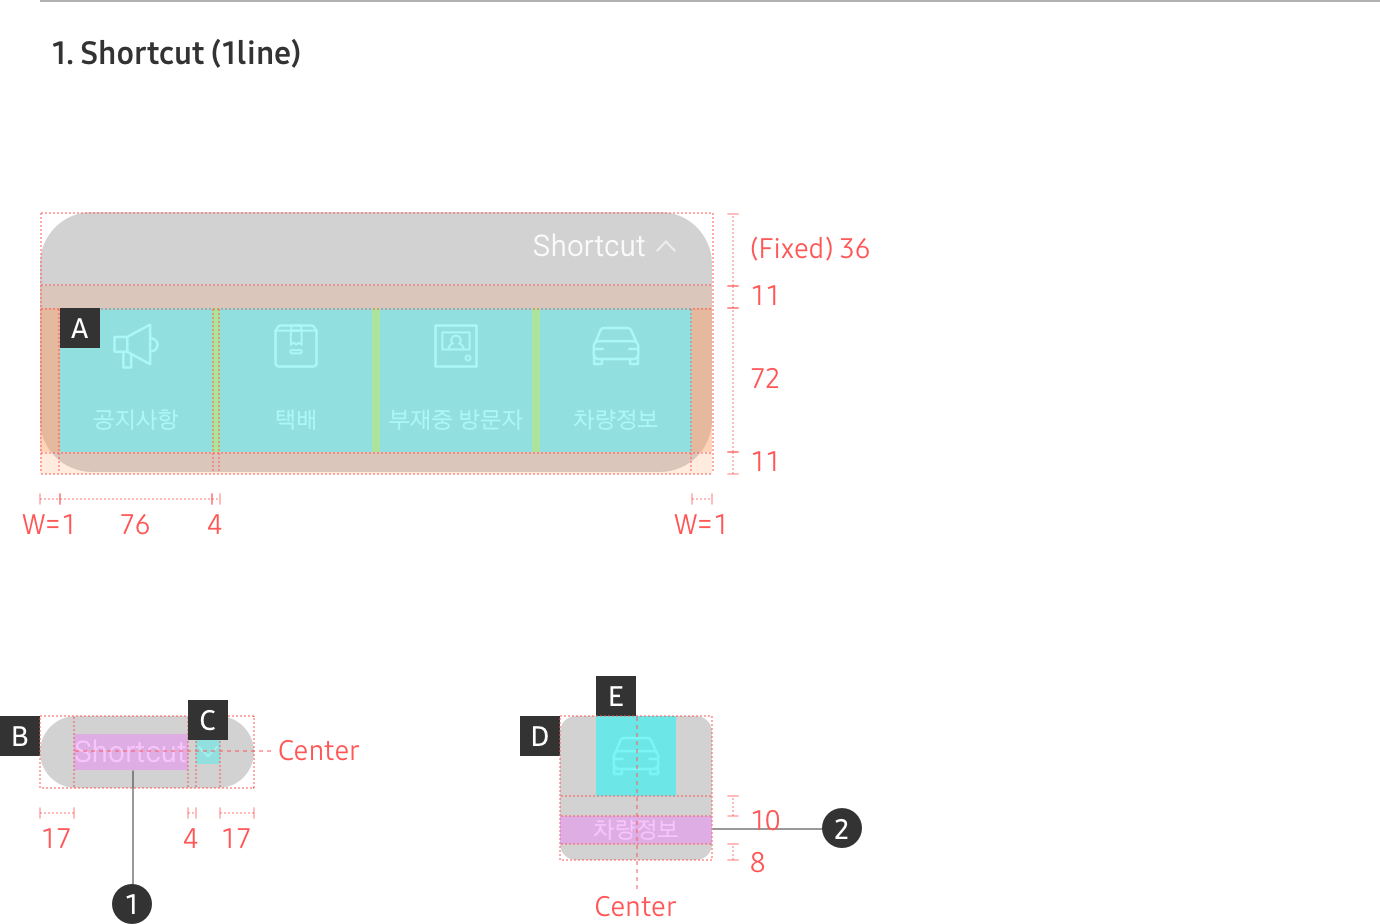 1. Shortcut (1line)
Shortcut
(Fixed) 36
11
A
72
공지사항 택배 부재중 방문자 차량정보
11
W=1 76 4 W=1
E
C
B Shortcut Center
D
17 4 17
10
차량정보 2
8
1
Center